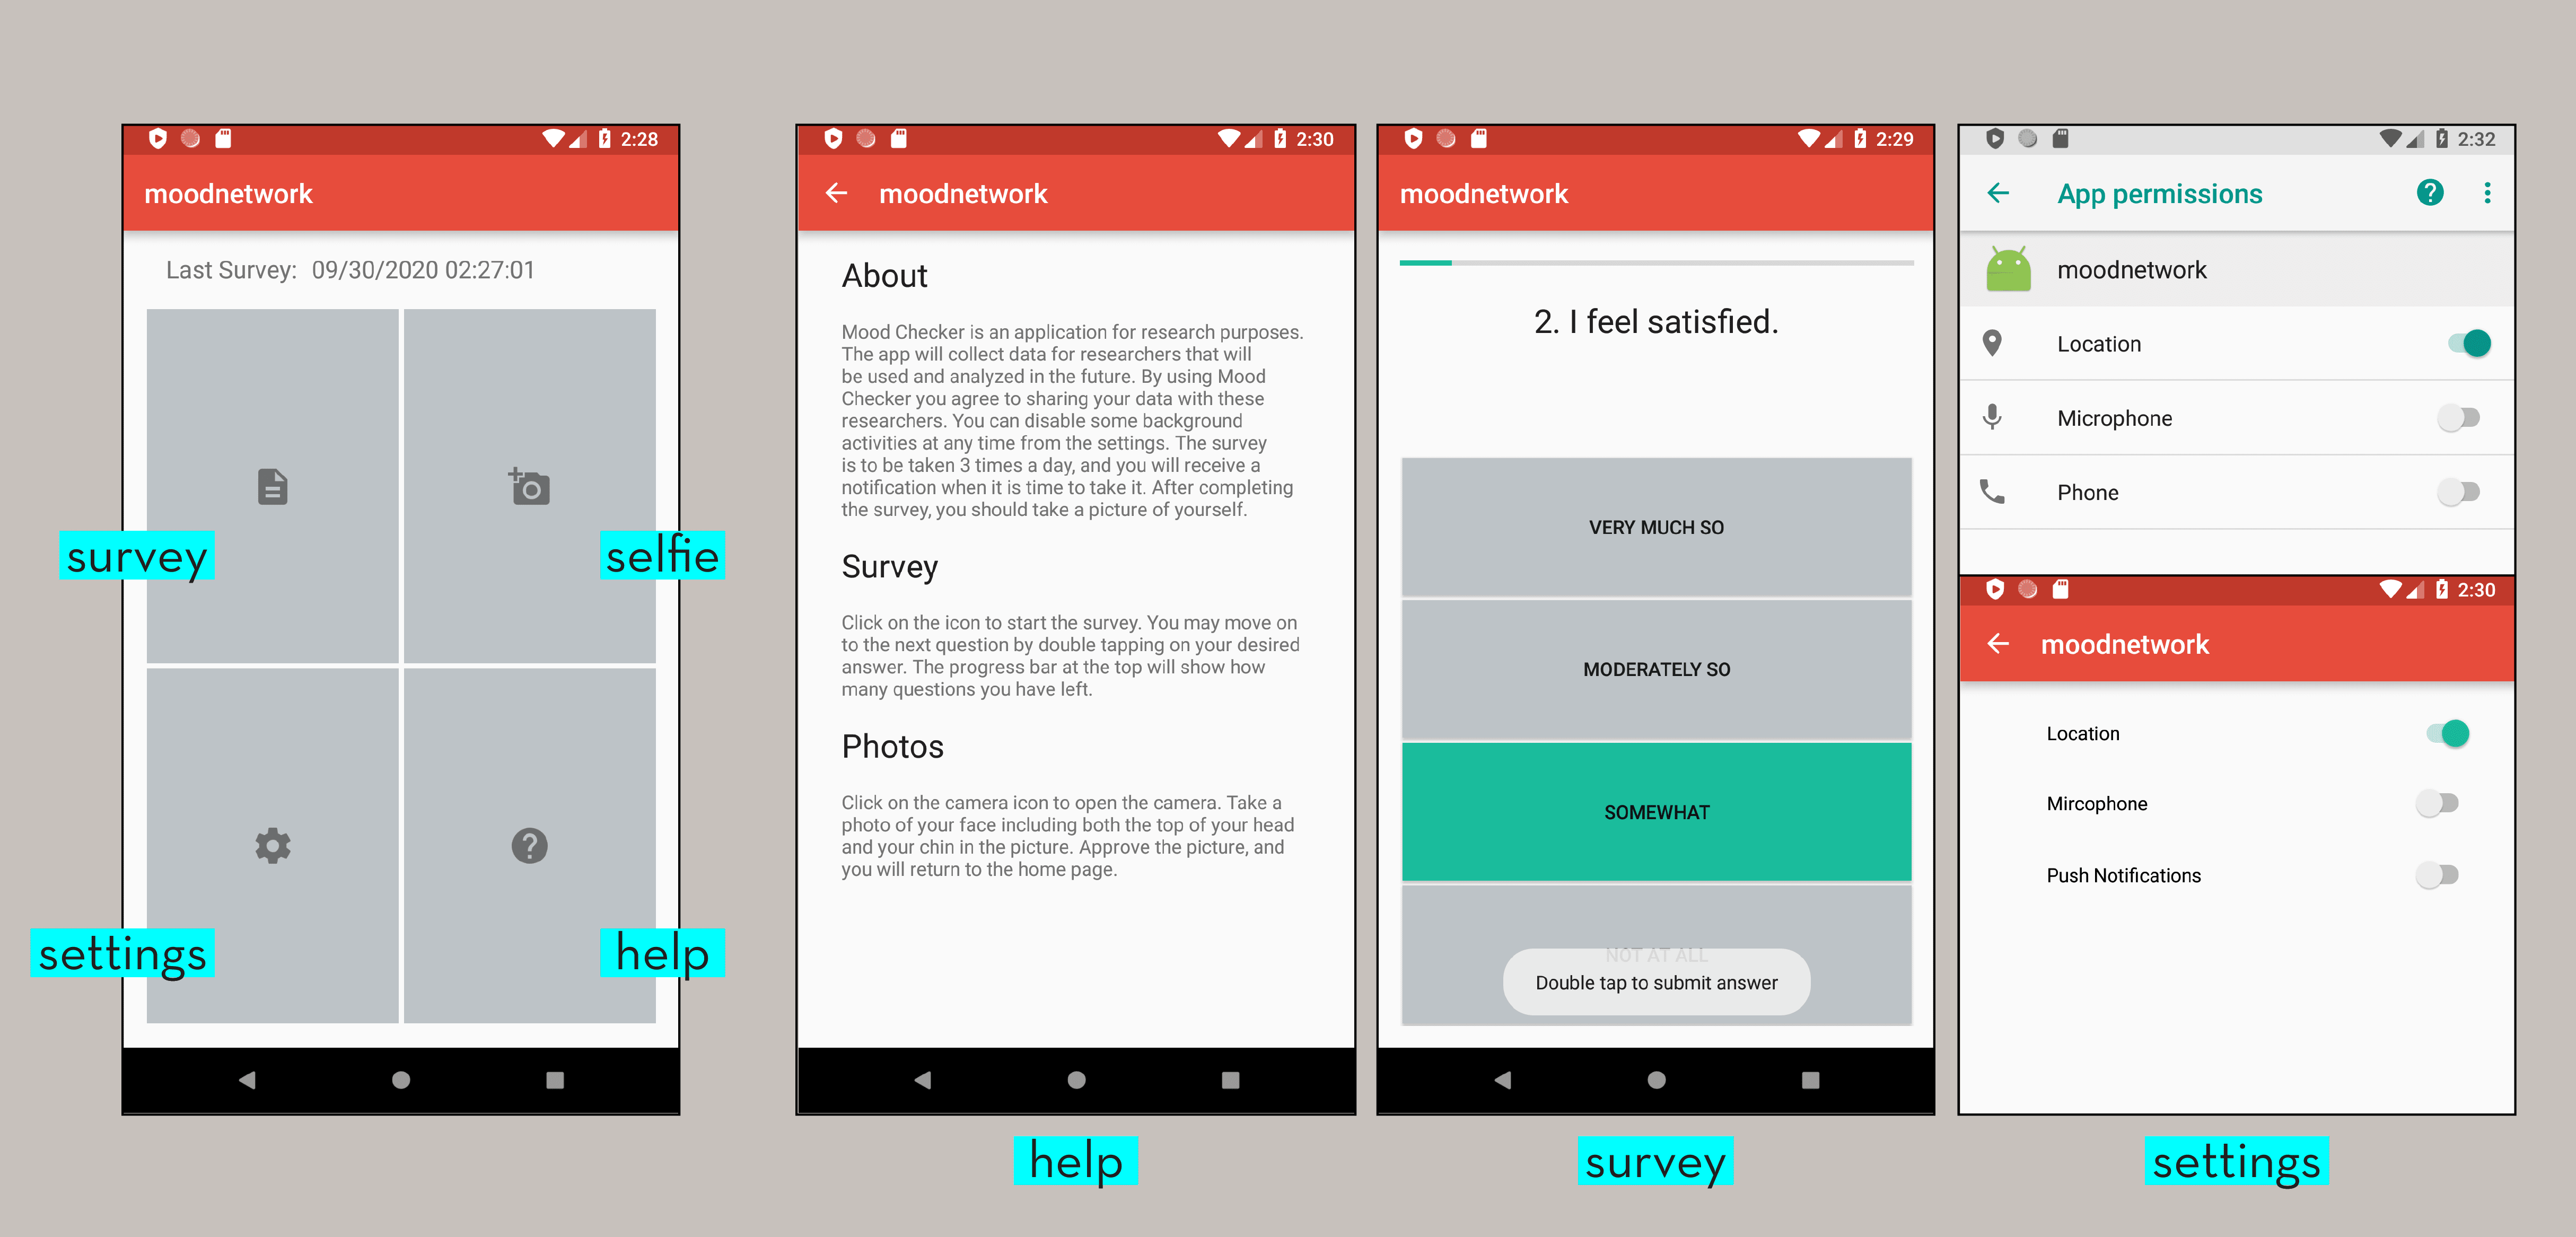 2:28
moodnetwork
Last Survey: 09/30/2020 02:27:01
survey
selfie
settings
help
2:30
moodnetwork
About
Mood Checker is an application for research purposes.
The app will collect data for researchers that will
be used and analyzed in the future. By using Mood
Checker you agree to sharing your data with these
researchers. You can disable some background
activities at any time from the settings. The survey
is to be taken 3 times a day, and you will receive a
notification when it is time to take it. After completing
the survey, you should take a picture of yourself.
Survey
Click on the icon to start the survey. You may move on
to the next question by double tapping on your desired
answer. The progress bar at the top will show how
many questions you have left.
Photos
Click on the camera icon to open the camera. Take a
photo of your face including both the top of your head
and your chin in the picture. Approve the picture, and
you will return to the home page.
help
2:29
moodnetwork
2. I feel satisfied.
VERY MUCH SO
MODERATELY SO
SOMEWHAT
NOT AT ALL
Double tap to submit answer
survey
2:32
App permissions
moodnetwork
Location
Microphone
Phone
2:30
moodnetwork
Location
Mircophone
Push Notifications
settings